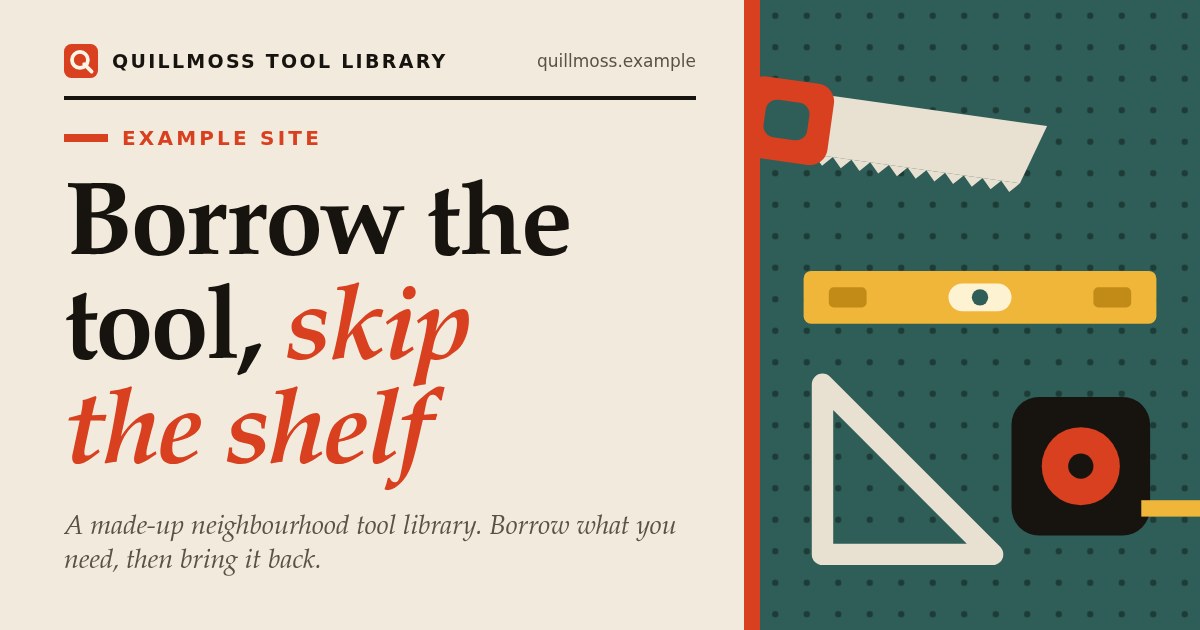 QUILLMOSS TOOL LIBRARY
quillmoss.example
EXAMPLE SITE
Borrow the
tool, skip
the shelf
A made-up neighbourhood tool library. Borrow what you
need, then bring it back.